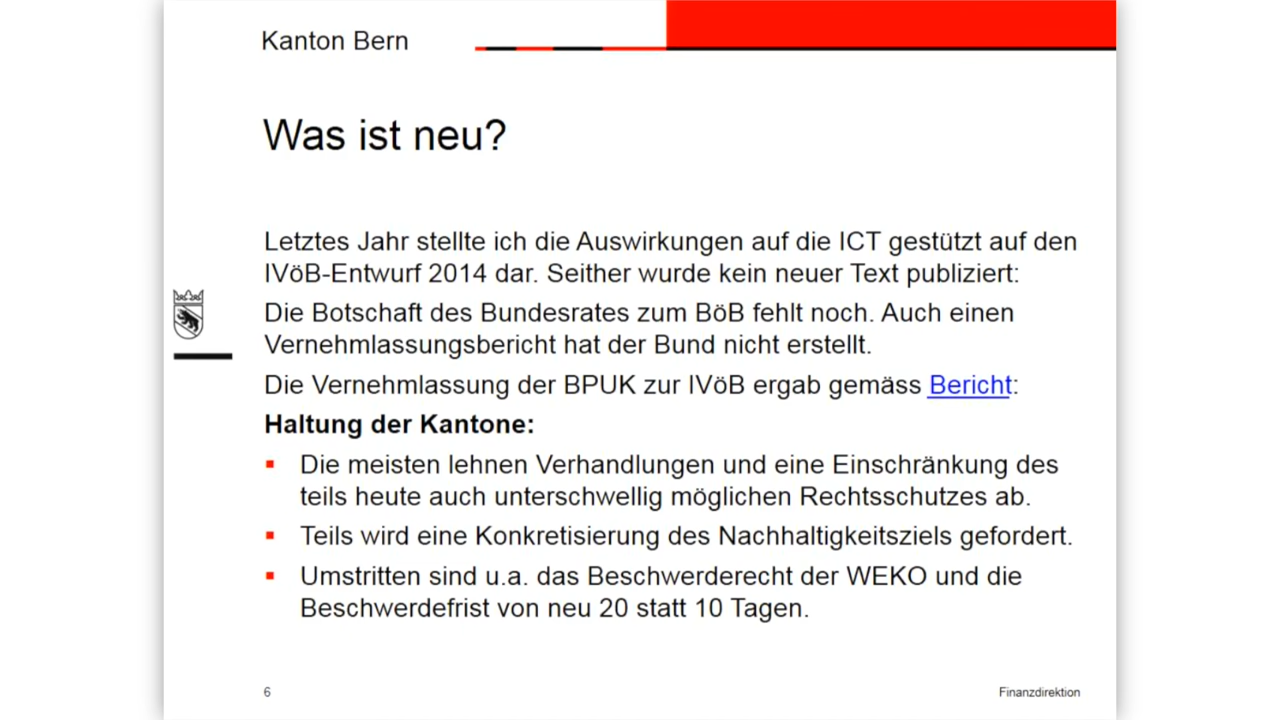 Kanton Bern
Was ist neu?
Letztes Jahr stellte ich die Auswirkungen auf die ICT gestützt auf den
IVöB-Entwurf 2014 dar. Seither wurde kein neuer Text publiziert:
Die Botschaft des Bundesrates zum BöB fehlt noch. Auch einen
Vernehmlassungsbericht hat der Bund nicht erstellt.
Die Vernehmlassung der BPUK zur IVöB ergab gemäss Bericht:
Haltung der Kantone:
Die meisten lehnen Verhandlungen und eine Einschränkung des
teils heute auch unterschwellig möglichen Rechtsschutzes ab.
Teils wird eine Konkretisierung des Nachhaltigkeitsziels gefordert.
Umstritten sind u.a. das Beschwerderecht der WEKO und die
Beschwerdefrist von neu 20 statt 10 Tagen.
6
Finanzdirektion